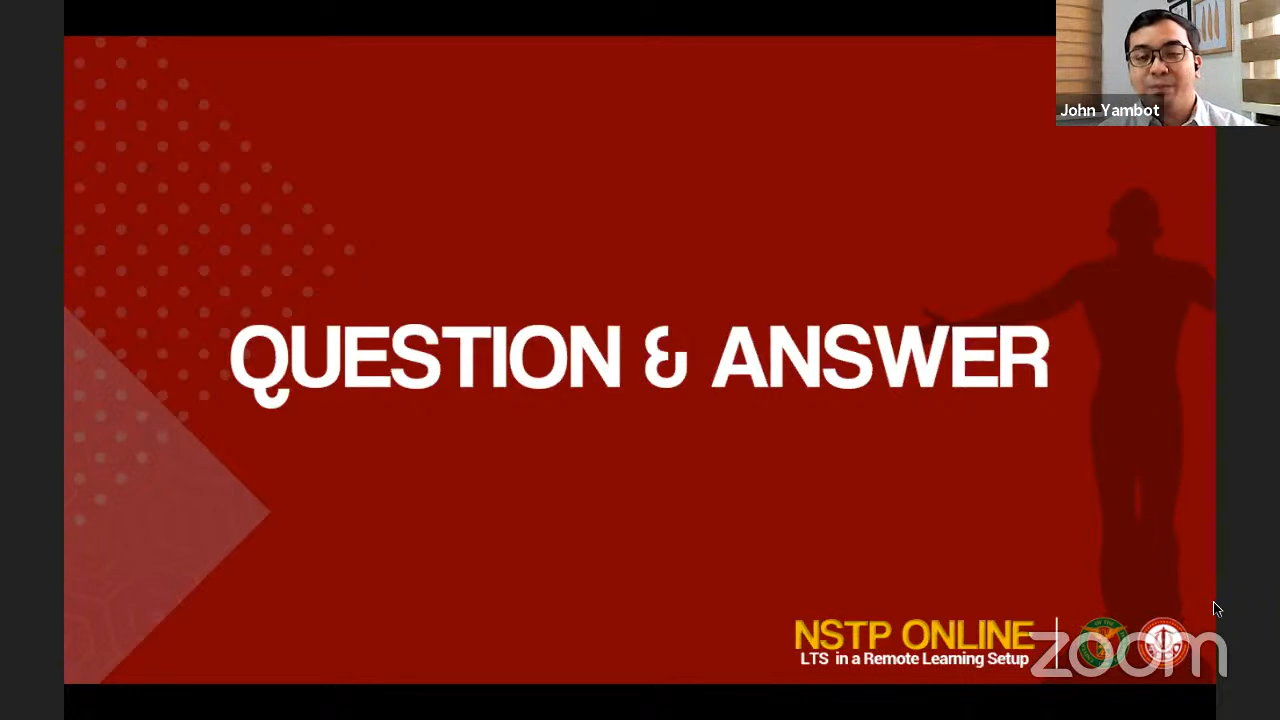 John Yambot
QUESTION & ANSWER
NSTP ONLINE
LTS in a Remote Learning Setup
zoom